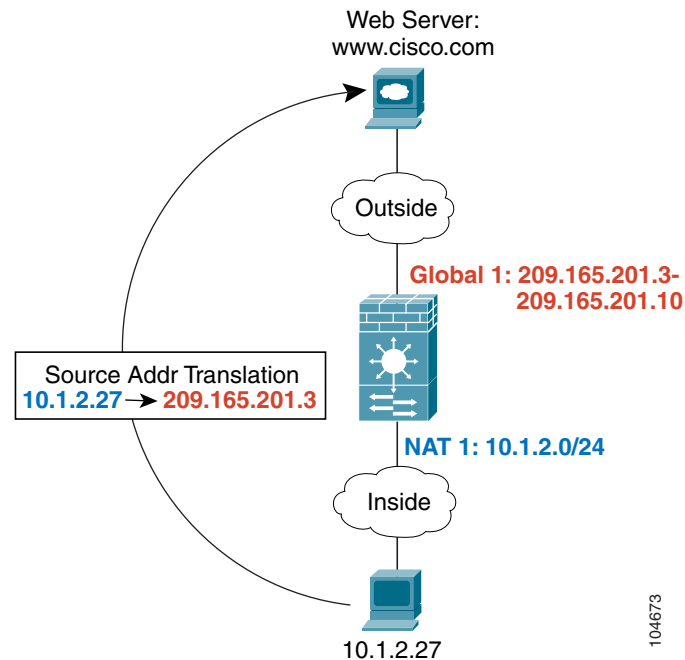 Web Server:
www.cisco.com
Outside
Global 1: 209.165.201.3-
209.165.201.10
Source Addr Translation
10.1.2.27 → 209.165.201.3
NAT 1: 10.1.2.0/24
Inside
10.1.2.27
104673